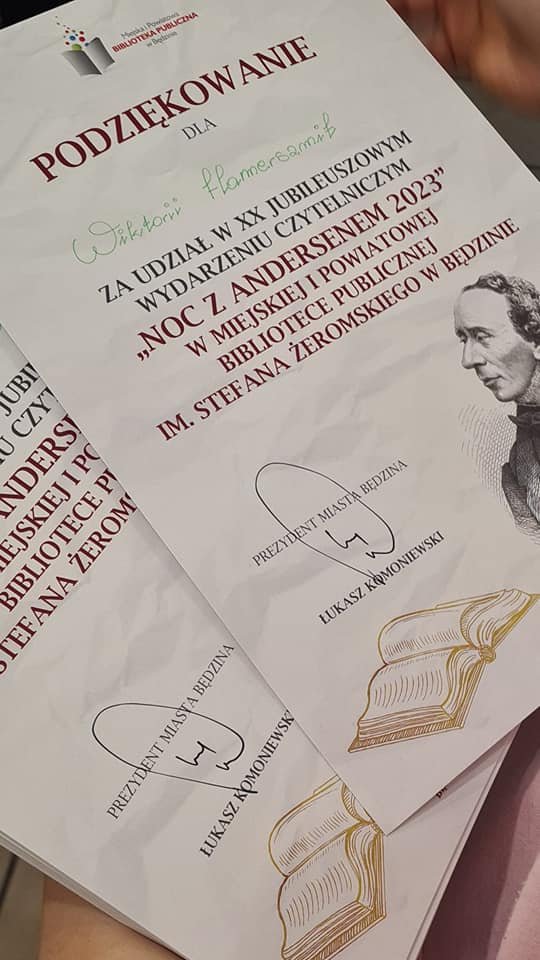 Miejska i Powiatowa
BIBLIOTEKA PUBLICZNA
w Będzinie
PODZIĘKOWANIE
DLA
Wiktorii
ZA UDZIAŁ W XX JUBILEUSZOWYM
WYDARZENIU CZYTELNICZYM
„NOC Z ANDERSENEM 2023”
W MIEJSKIEJ I POWIATOWEJ
BIBLIOTECE PUBLICZNEJ
IM. STEFANA ŻEROMSKIEGO W BĘDZINIE
PREZYDENT MIASTA BĘDZINA
ŁUKASZ KOMONIEWSKI
PREZYDENT MIASTA BĘDZINA
ŁUKASZ KOMONIEWSKI